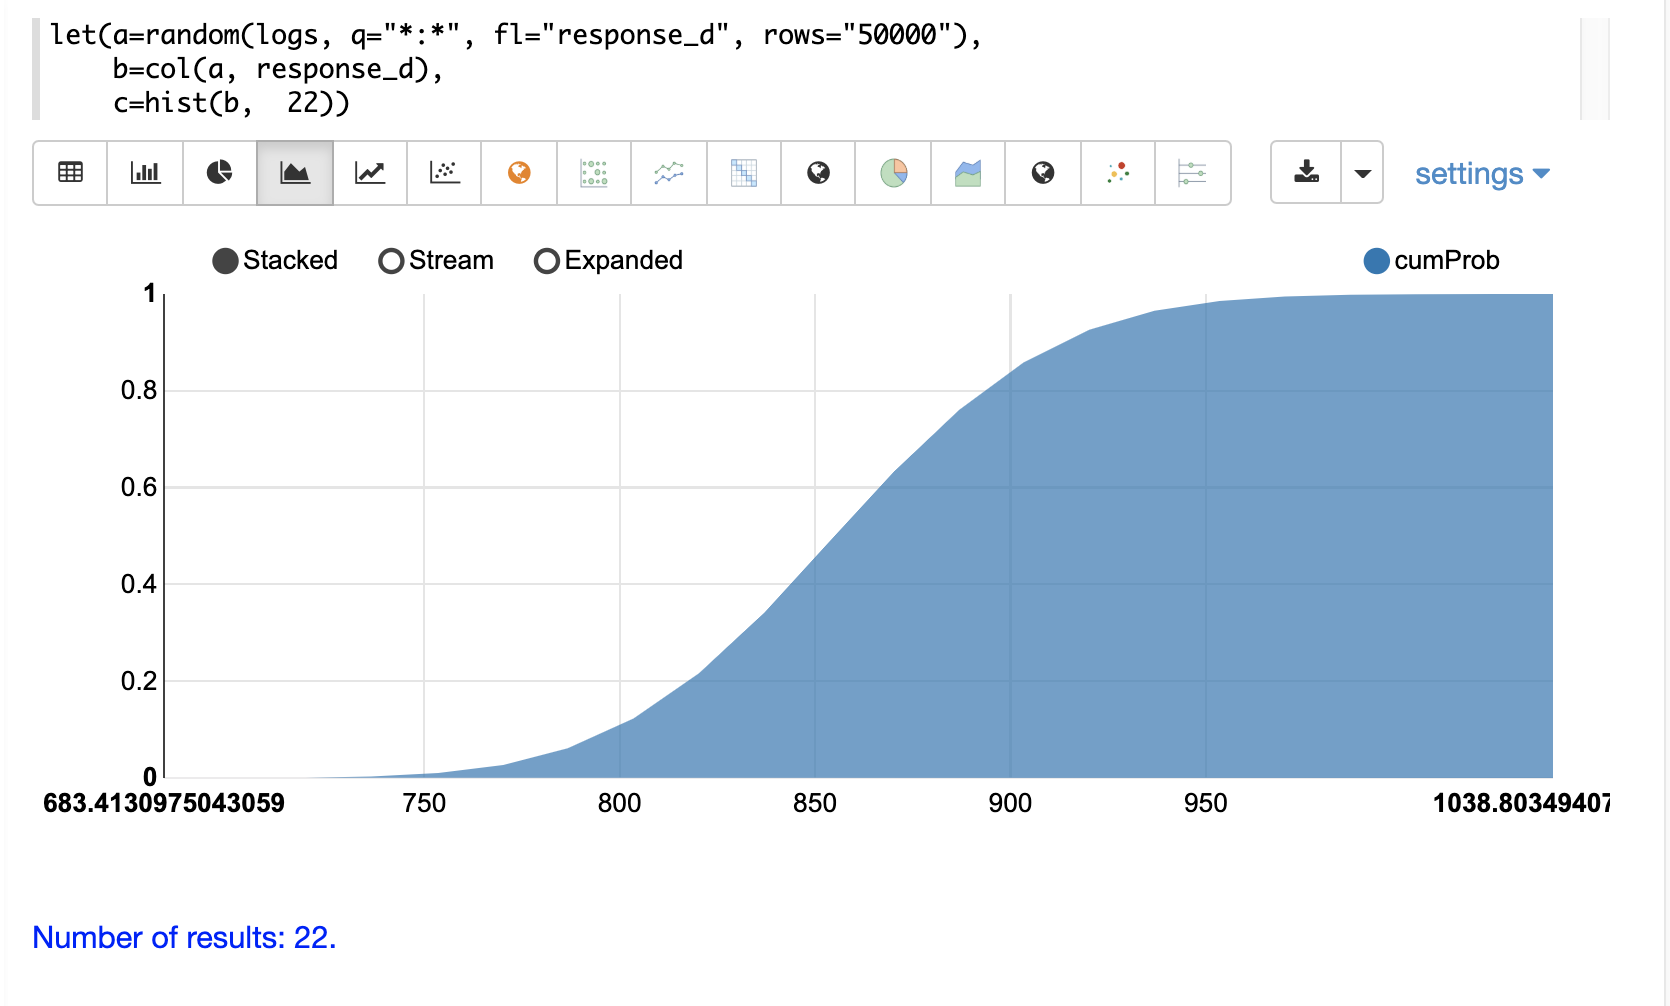 let(a=random(logs, q="*:*", fl="response_d", rows="50000"),
b=col(a, response_d),
c=hist(b,  22))
settings
Stacked Stream Expanded cumProb
1
0.8
0.6
0.4
0.2
0
683.4130975043059 750 800 850 900 950 1038.80349407
Number of results: 22.